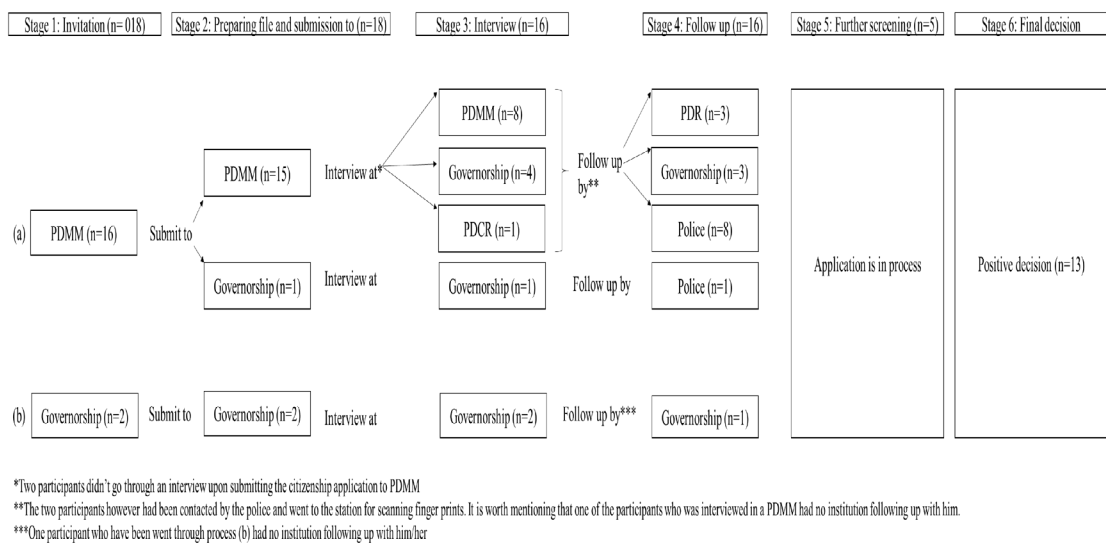 Stage 1: Invitation (n= 018)
Stage 2: Preparing file and submission to (n=18)
Stage 3: Interview (n=16)
Stage 4: Follow up (n=16)
Stage 5: Further screening (n=5)
Stage 6: Final decision
(a)
PDMM (n=16)
Submit to
PDMM (n=15)
Governorship (n=1)
Interview at*
Interview at
PDMM (n=8)
Governorship (n=4)
PDCR (n=1)
Governorship (n=1)
Follow up
by**
Follow up by
PDR (n=3)
Governorship (n=3)
Police (n=8)
Police (n=1)
Application is in process
Positive decision (n=13)
(b)
Governorship (n=2)
Submit to
Governorship (n=2)
Interview at
Governorship (n=2)
Follow up by***
Governorship (n=1)
*Two participants didn't go through an interview upon submitting the citizenship application to PDMM
**The two participants however had been contacted by the police and went to the station for scanning finger prints. It is worth mentioning that one of the participants who was interviewed in a PDMM had no institution following up with him.
***One participant who have been went through process (b) had no institution following up with him/her